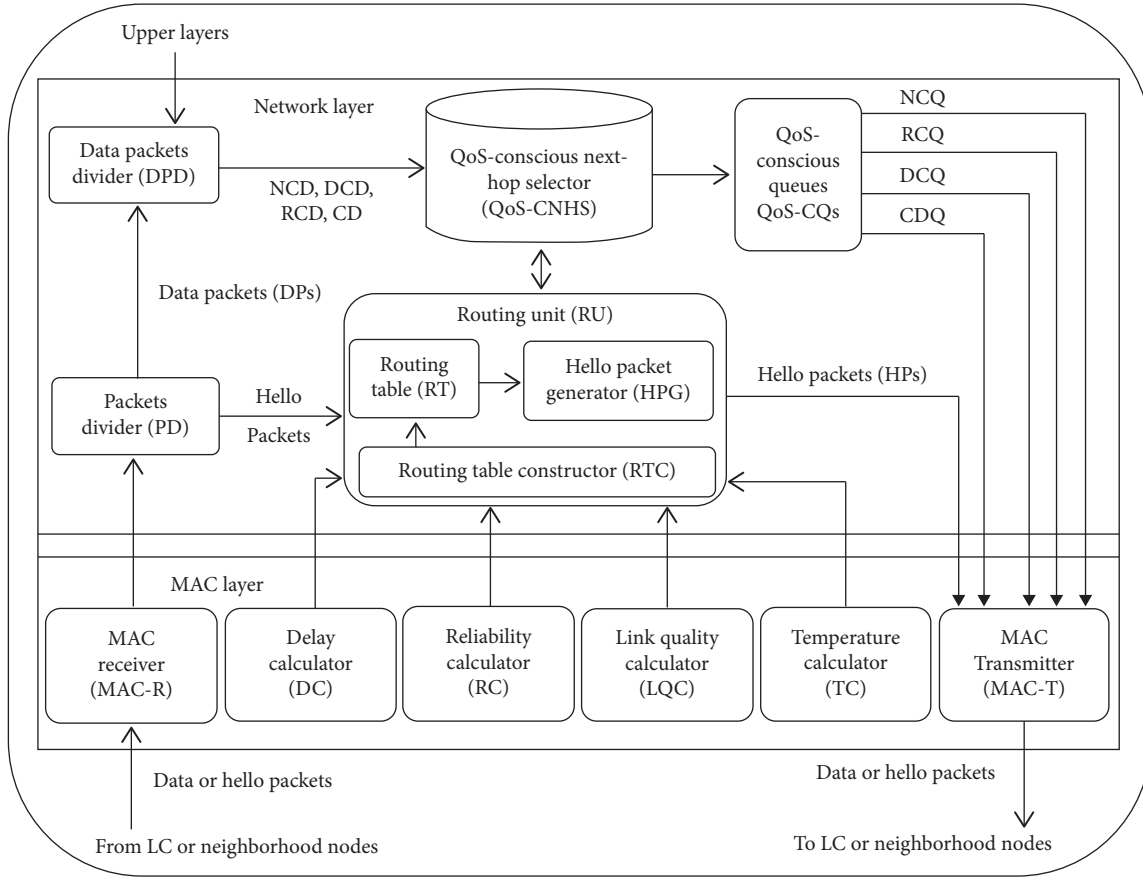 Upper layers
Network layer
Data packets
divider (DPD)
NCD, DCD,
RCD, CD
QoS-conscious next-
hop selector
(QoS-CNHS)
QoS-
conscious
queues
QoS-CQs
NCQ
RCQ
DCQ
CDQ
Data packets (DPs)
Routing unit (RU)
Routing
table (RT)
Hello packet
generator (HPG)
Hello packets (HPs)
Packets
divider (PD)
Hello
Packets
Routing table constructor (RTC)
MAC layer
MAC
receiver
(MAC-R)
Delay
calculator
(DC)
Reliability
calculator
(RC)
Link quality
calculator
(LQC)
Temperature
calculator
(TC)
MAC
Transmitter
(MAC-T)
Data or hello packets
Data or hello packets
From LC or neighborhood nodes
To LC or neighborhood nodes